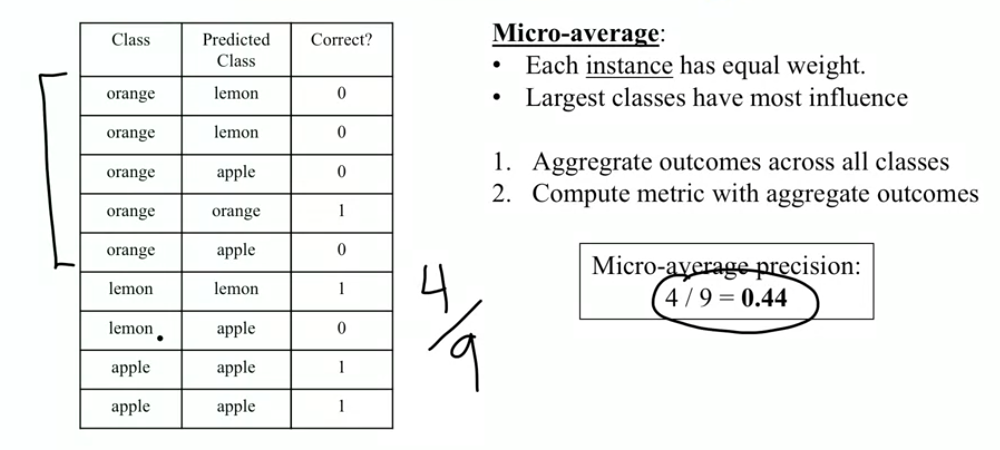 Class Predicted Class Correct?
orange lemon 0
orange lemon 0
orange apple 0
orange orange 1
orange apple 0
lemon lemon 1
lemon apple 0
apple apple 1
apple apple 1
4/9
Micro-average:
• Each instance has equal weight.
• Largest classes have most influence
1. Aggregrate outcomes across all classes
2. Compute metric with aggregate outcomes
Micro-average precision:
4 / 9 = 0.44